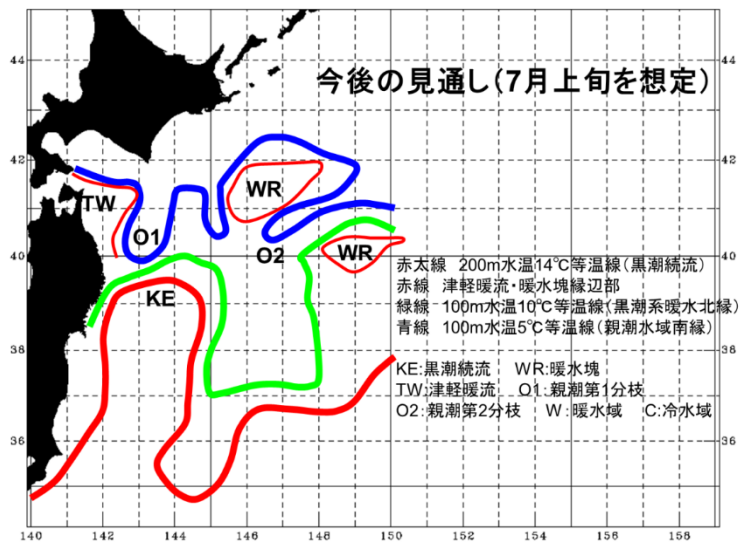 今後の見通し(7月上旬を想定)
44
44
42
42
WR
TW
O1
O2
WR
40
40
KE
赤太線 200m水温14℃等温線(黒潮続流)
赤線 津軽暖流・暖水塊縁辺部
緑線 100m水温10℃等温線(黒潮系暖水北縁)
青線 100m水温5℃等温線(親潮水域南縁)
38
38
KE:黒潮続流 WR:暖水塊
TW:津軽暖流 O1:親潮第1分枝
O2:親潮第2分枝 W:暖水域 C:冷水域
36
36
140 142 144 146 148 150 152 154 156 158